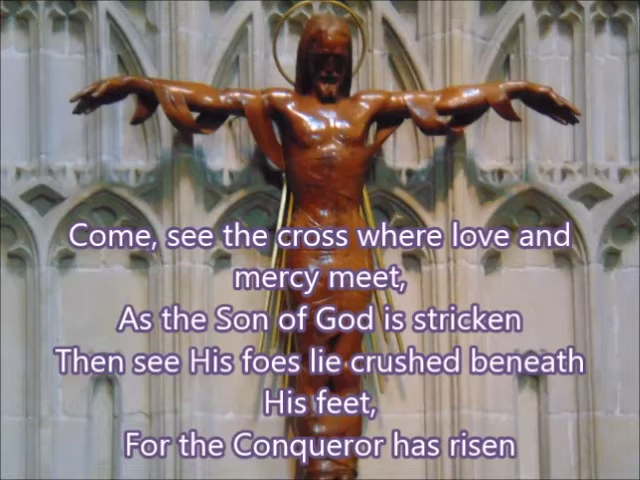 Come, see the cross where love and
mercy meet,
As the Son of God is stricken
Then see His foes lie crushed beneath
His feet,
For the Conqueror has risen